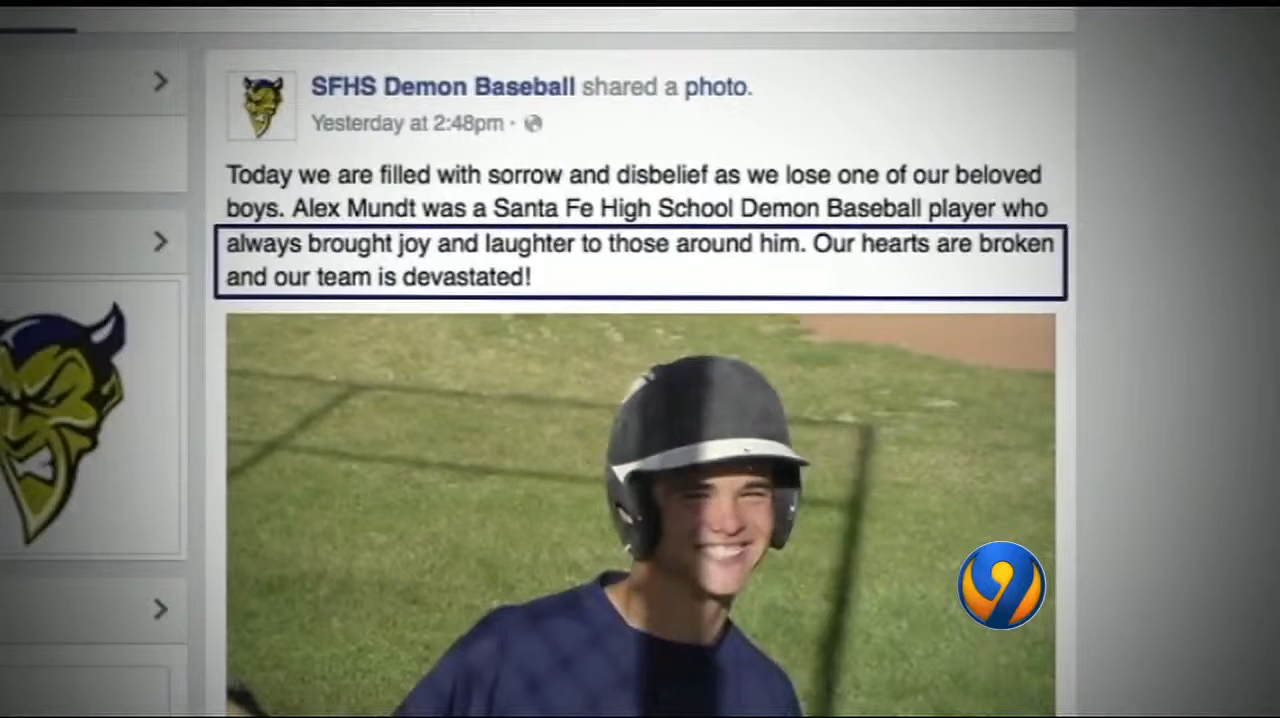 SFHS Demon Baseball shared a photo.
Yesterday at 2:48pm ·
Today we are filled with sorrow and disbelief as we lose one of our beloved
boys. Alex Mundt was a Santa Fe High School Demon Baseball player who
always brought joy and laughter to those around him. Our hearts are broken
and our team is devastated!
9